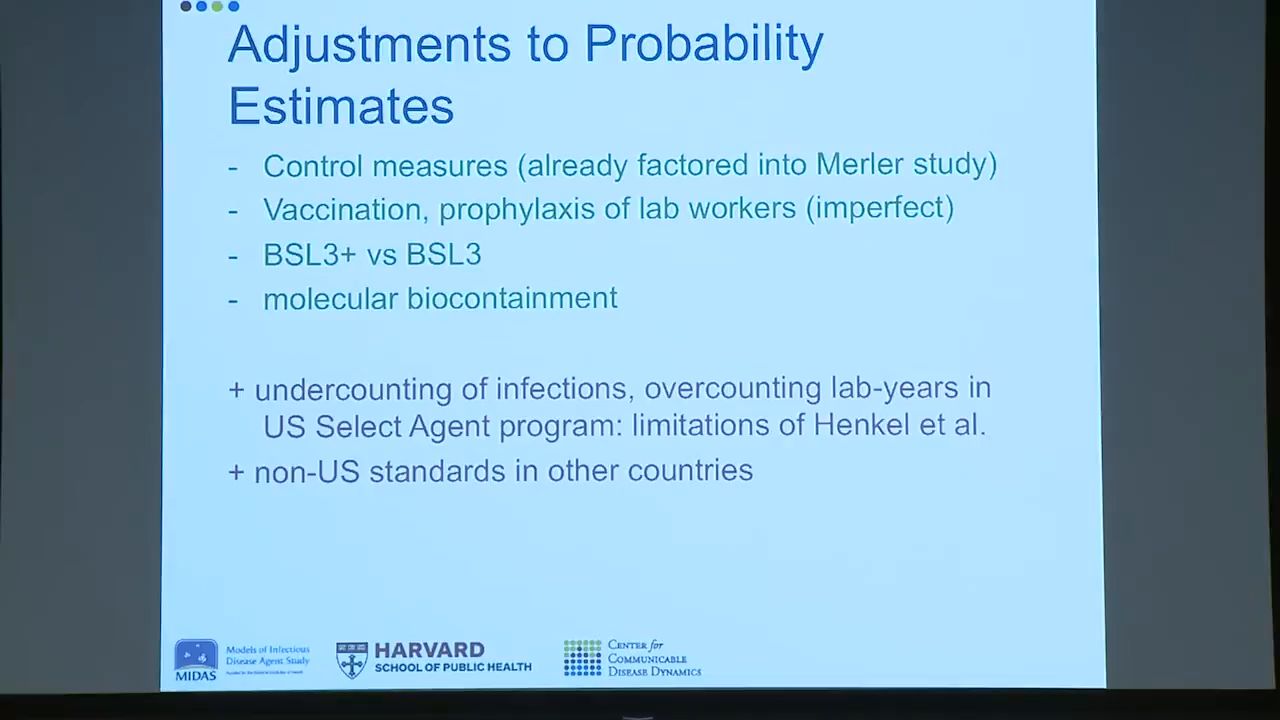 Adjustments to Probability
Estimates
- Control measures (already factored into Merler study)
- Vaccination, prophylaxis of lab workers (imperfect)
- BSL3+ vs BSL3
- molecular biocontainment
+ undercounting of infections, overcounting lab-years in
US Select Agent program: limitations of Henkel et al.
+ non-US standards in other countries
MIDAS
Models of Infectious
Disease Agent Study
HARVARD
SCHOOL OF PUBLIC HEALTH
CENTER for
COMMUNICABLE
DISEASE DYNAMICS